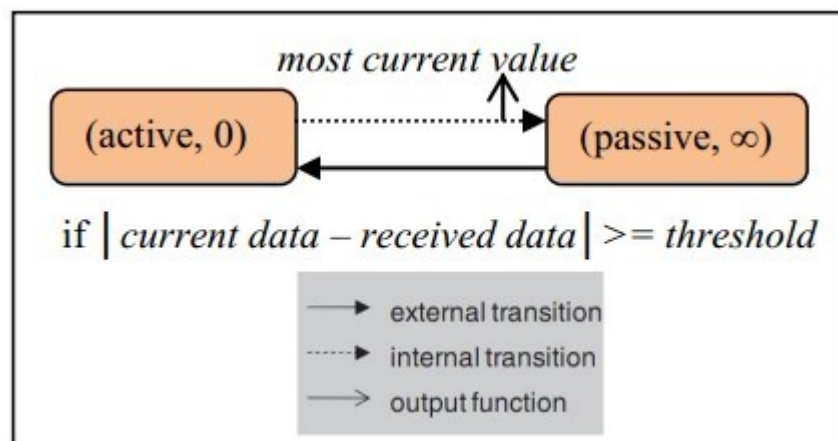 most current value
(active, 0) (passive, ∞)
if | current data – received data | >= threshold
external transition
internal transition
output function